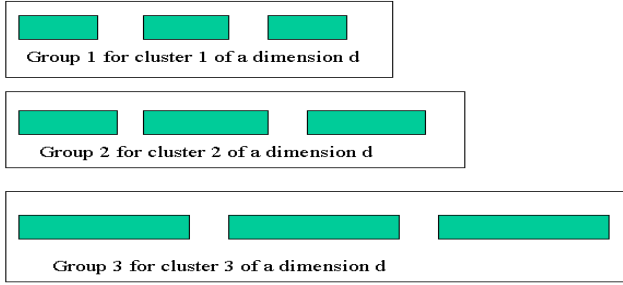 Group 1 for cluster 1 of a dimension d
Group 2 for cluster 2 of a dimension d
Group 3 for cluster 3 of a dimension d